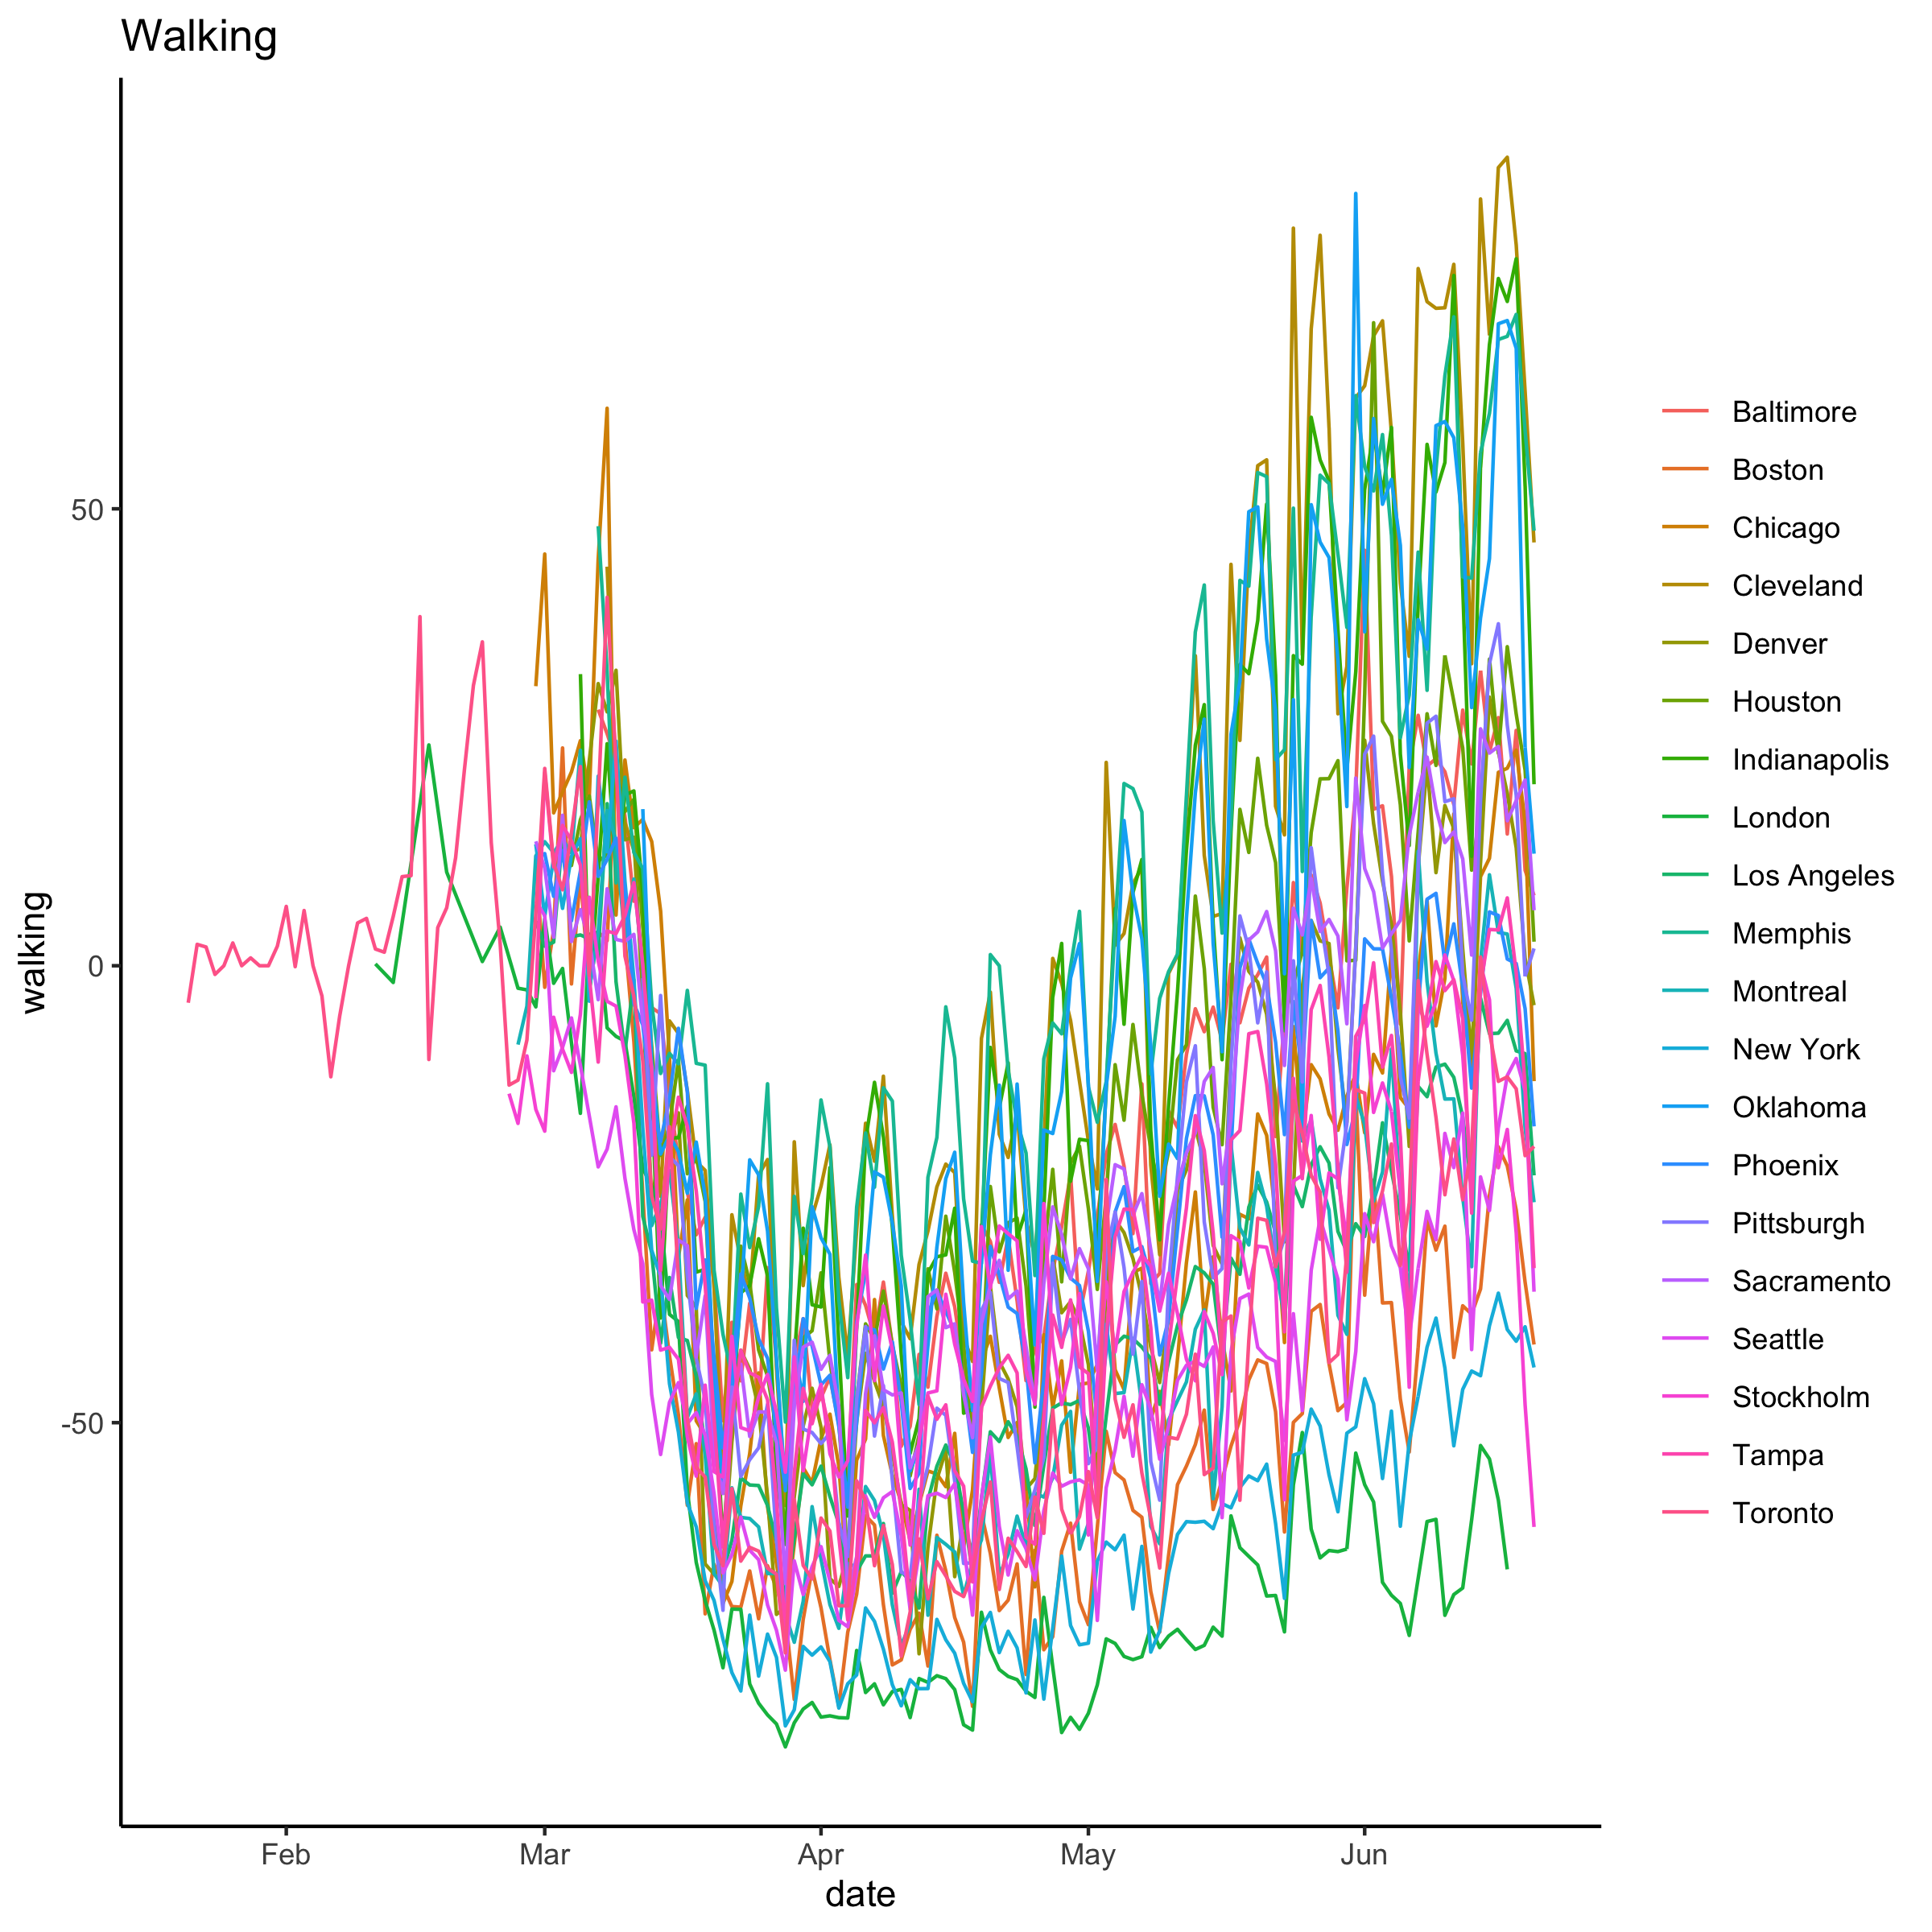 Walking
walking
50
0
-50
Feb
Mar
Apr
May
Jun
date
Baltimore
Boston
Chicago
Cleveland
Denver
Houston
Indianapolis
London
Los Angeles
Memphis
Montreal
New York
Oklahoma
Phoenix
Pittsburgh
Sacramento
Seattle
Stockholm
Tampa
Toronto